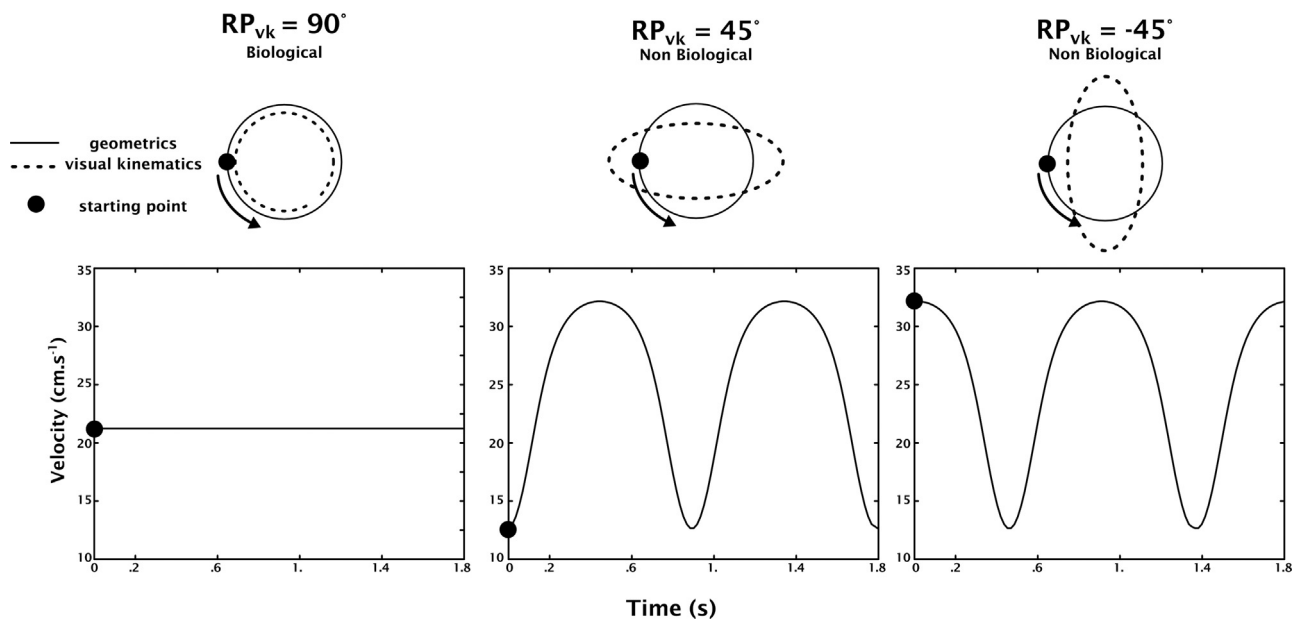 RPvk = 90°
Biological
RPvk = 45°
Non Biological
RPvk = -45°
Non Biological
geometrics
visual kinematics
starting point
Velocity (cm.s-1)
35
30
25
20
15
10
0 .2 .6 1. 1.4 1.8
35
30
25
20
15
10
0 .2 .6 1. 1.4 1.8
35
30
25
20
15
10
0 .2 .6 1. 1.4 1.8
Time (s)